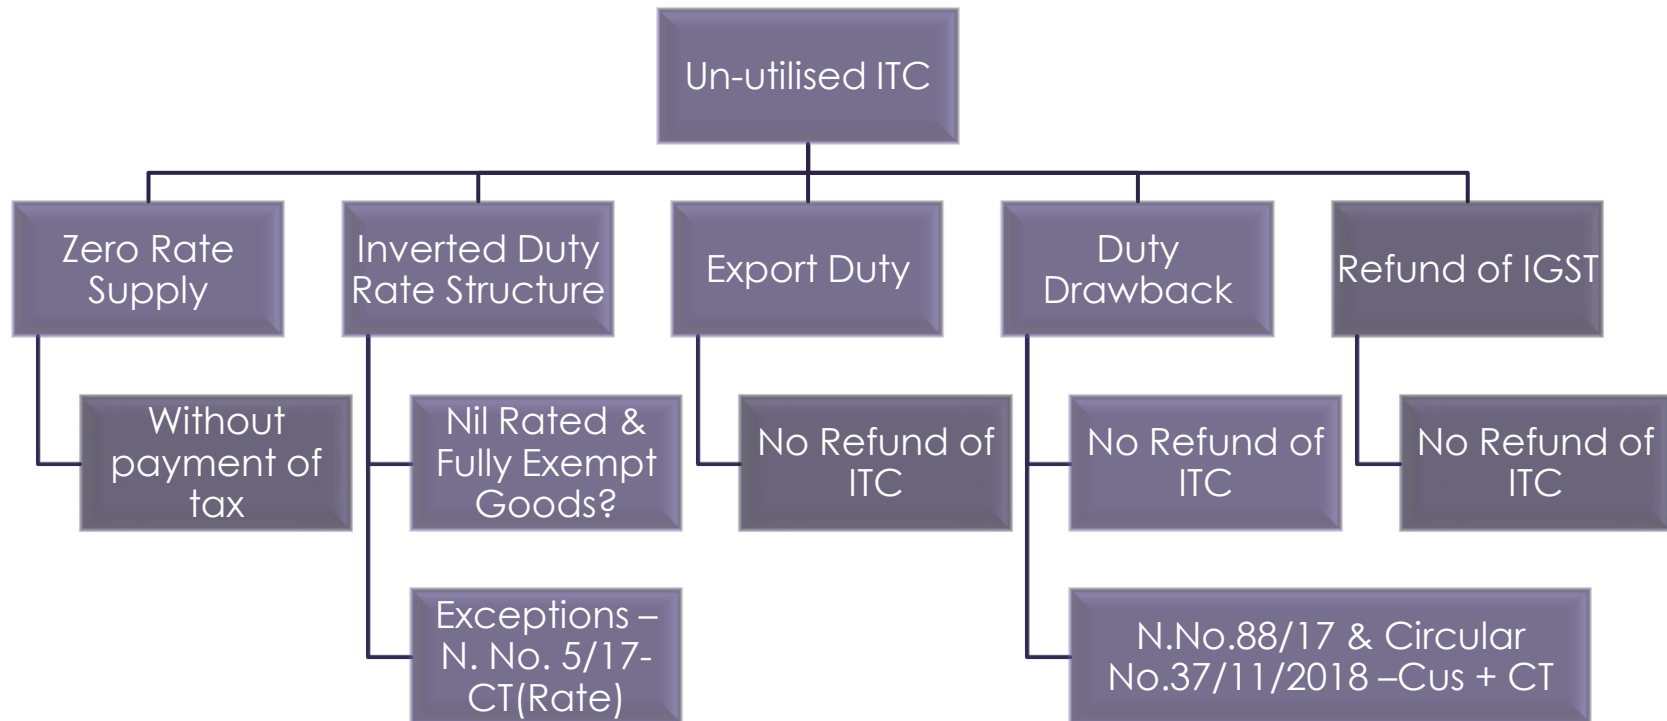 Un-utilised ITC
Zero Rate
Supply
Inverted Duty
Rate Structure
Export Duty
Duty
Drawback
Refund of IGST
Without
payment of
tax
Nil Rated &
Fully Exempt
Goods?
No Refund of
ITC
No Refund of
ITC
No Refund of
ITC
Exceptions –
N. No. 5/17-
CT(Rate)
N.No.88/17 & Circular
No.37/11/2018 –Cus + CT